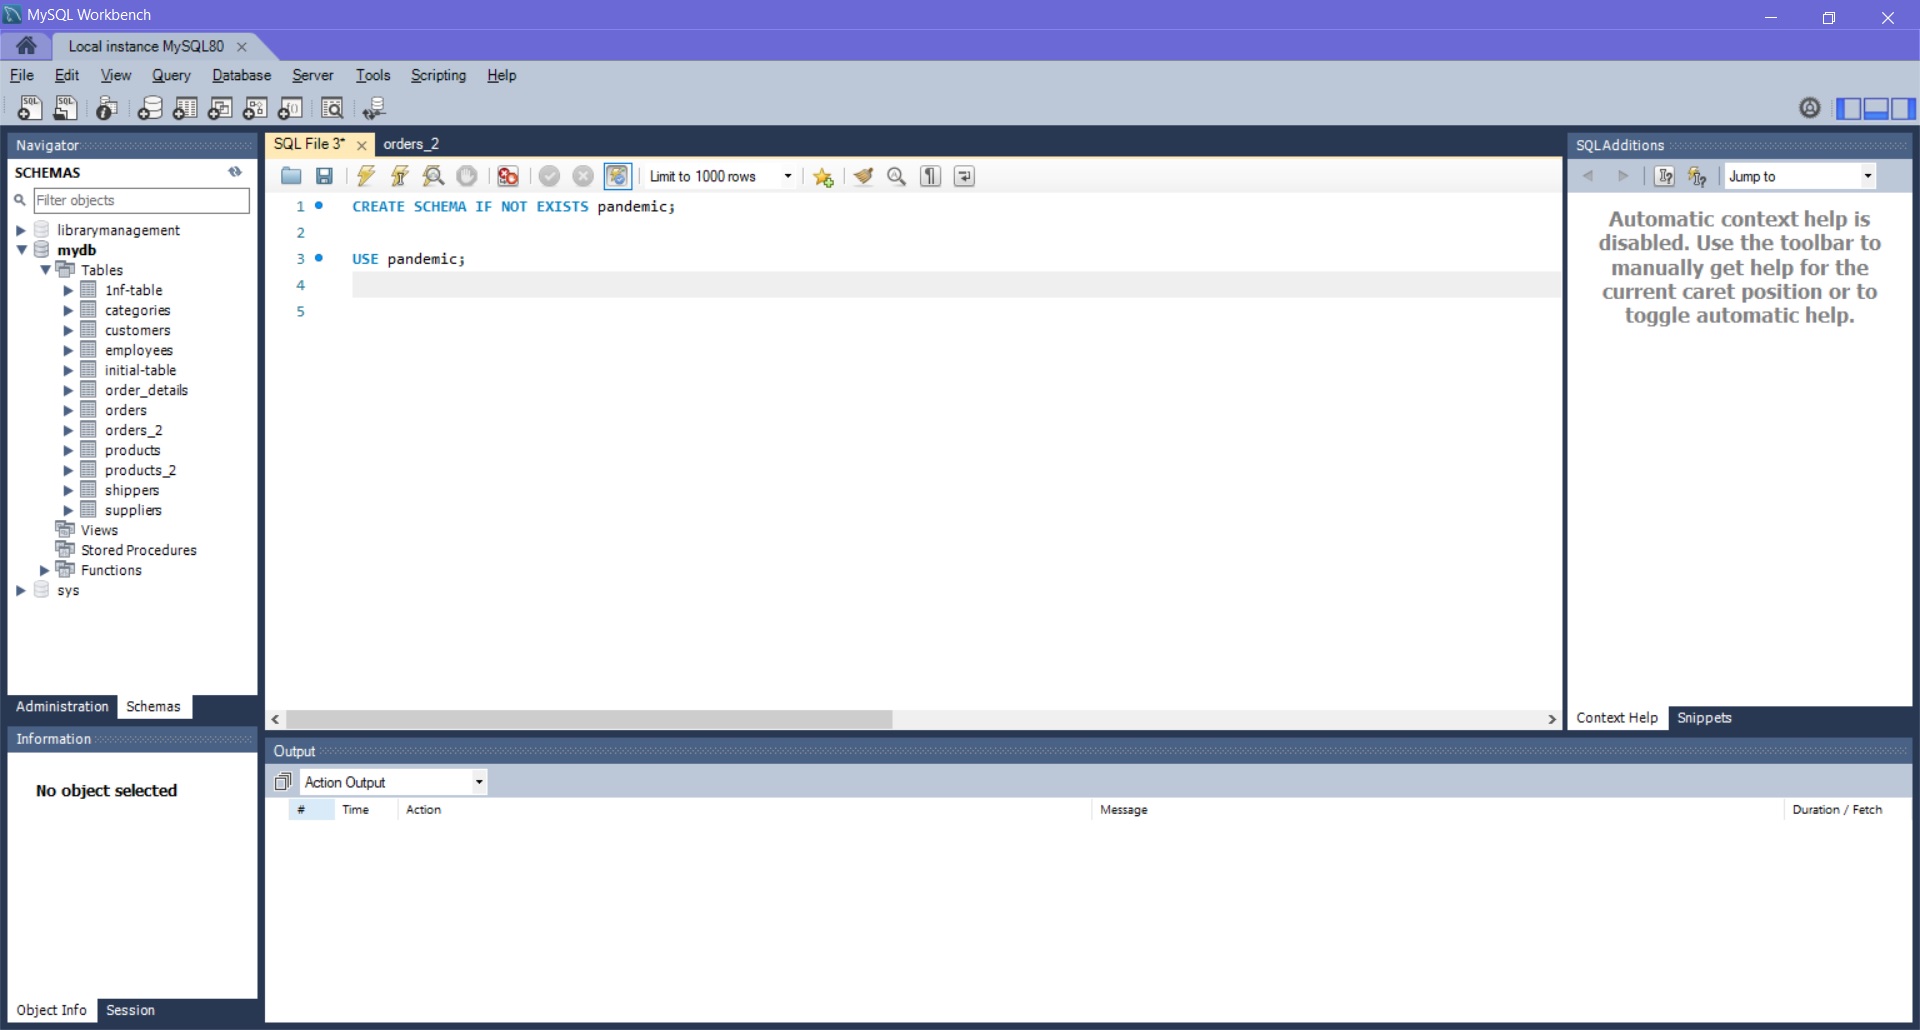 MySQL Workbench
Local instance MySQL80
File Edit View Query Database Server Tools Scripting Help
Navigator
SCHEMAS
Filter objects
librarymanagement
mydb
Tables
1nf-table
categories
customers
employees
initial-table
order_details
orders
orders_2
products
products_2
shippers
suppliers
Views
Stored Procedures
Functions
sys
Administration Schemas
Information
No object selected
Object Info Session
SQL File 3* orders_2
Limit to 1000 rows
1 CREATE SCHEMA IF NOT EXISTS pandemic;
2
3 USE pandemic;
4
5
Output
Action Output
# Time Action Message Duration / Fetch
SQLAdditions
Jump to
Automatic context help is
disabled. Use the toolbar to
manually get help for the
current caret position or to
toggle automatic help.
Context Help Snippets